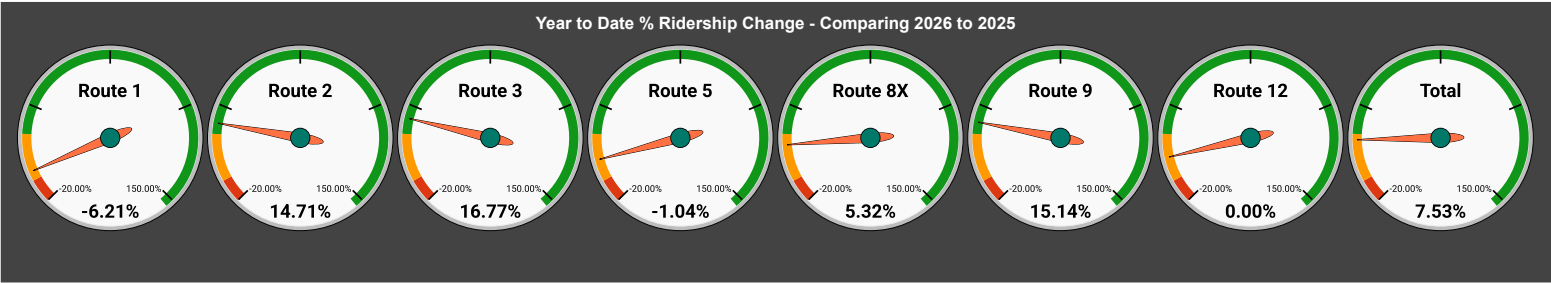 Year to Date % Ridership Change - Comparing 2026 to 2025
Route 1
-20.00% 150.00%
-6.21%
Route 2
-20.00% 150.00%
14.71%
Route 3
-20.00% 150.00%
16.77%
Route 5
-20.00% 150.00%
-1.04%
Route 8X
-20.00% 150.00%
5.32%
Route 9
-20.00% 150.00%
15.14%
Route 12
-20.00% 150.00%
0.00%
Total
-20.00% 150.00%
7.53%